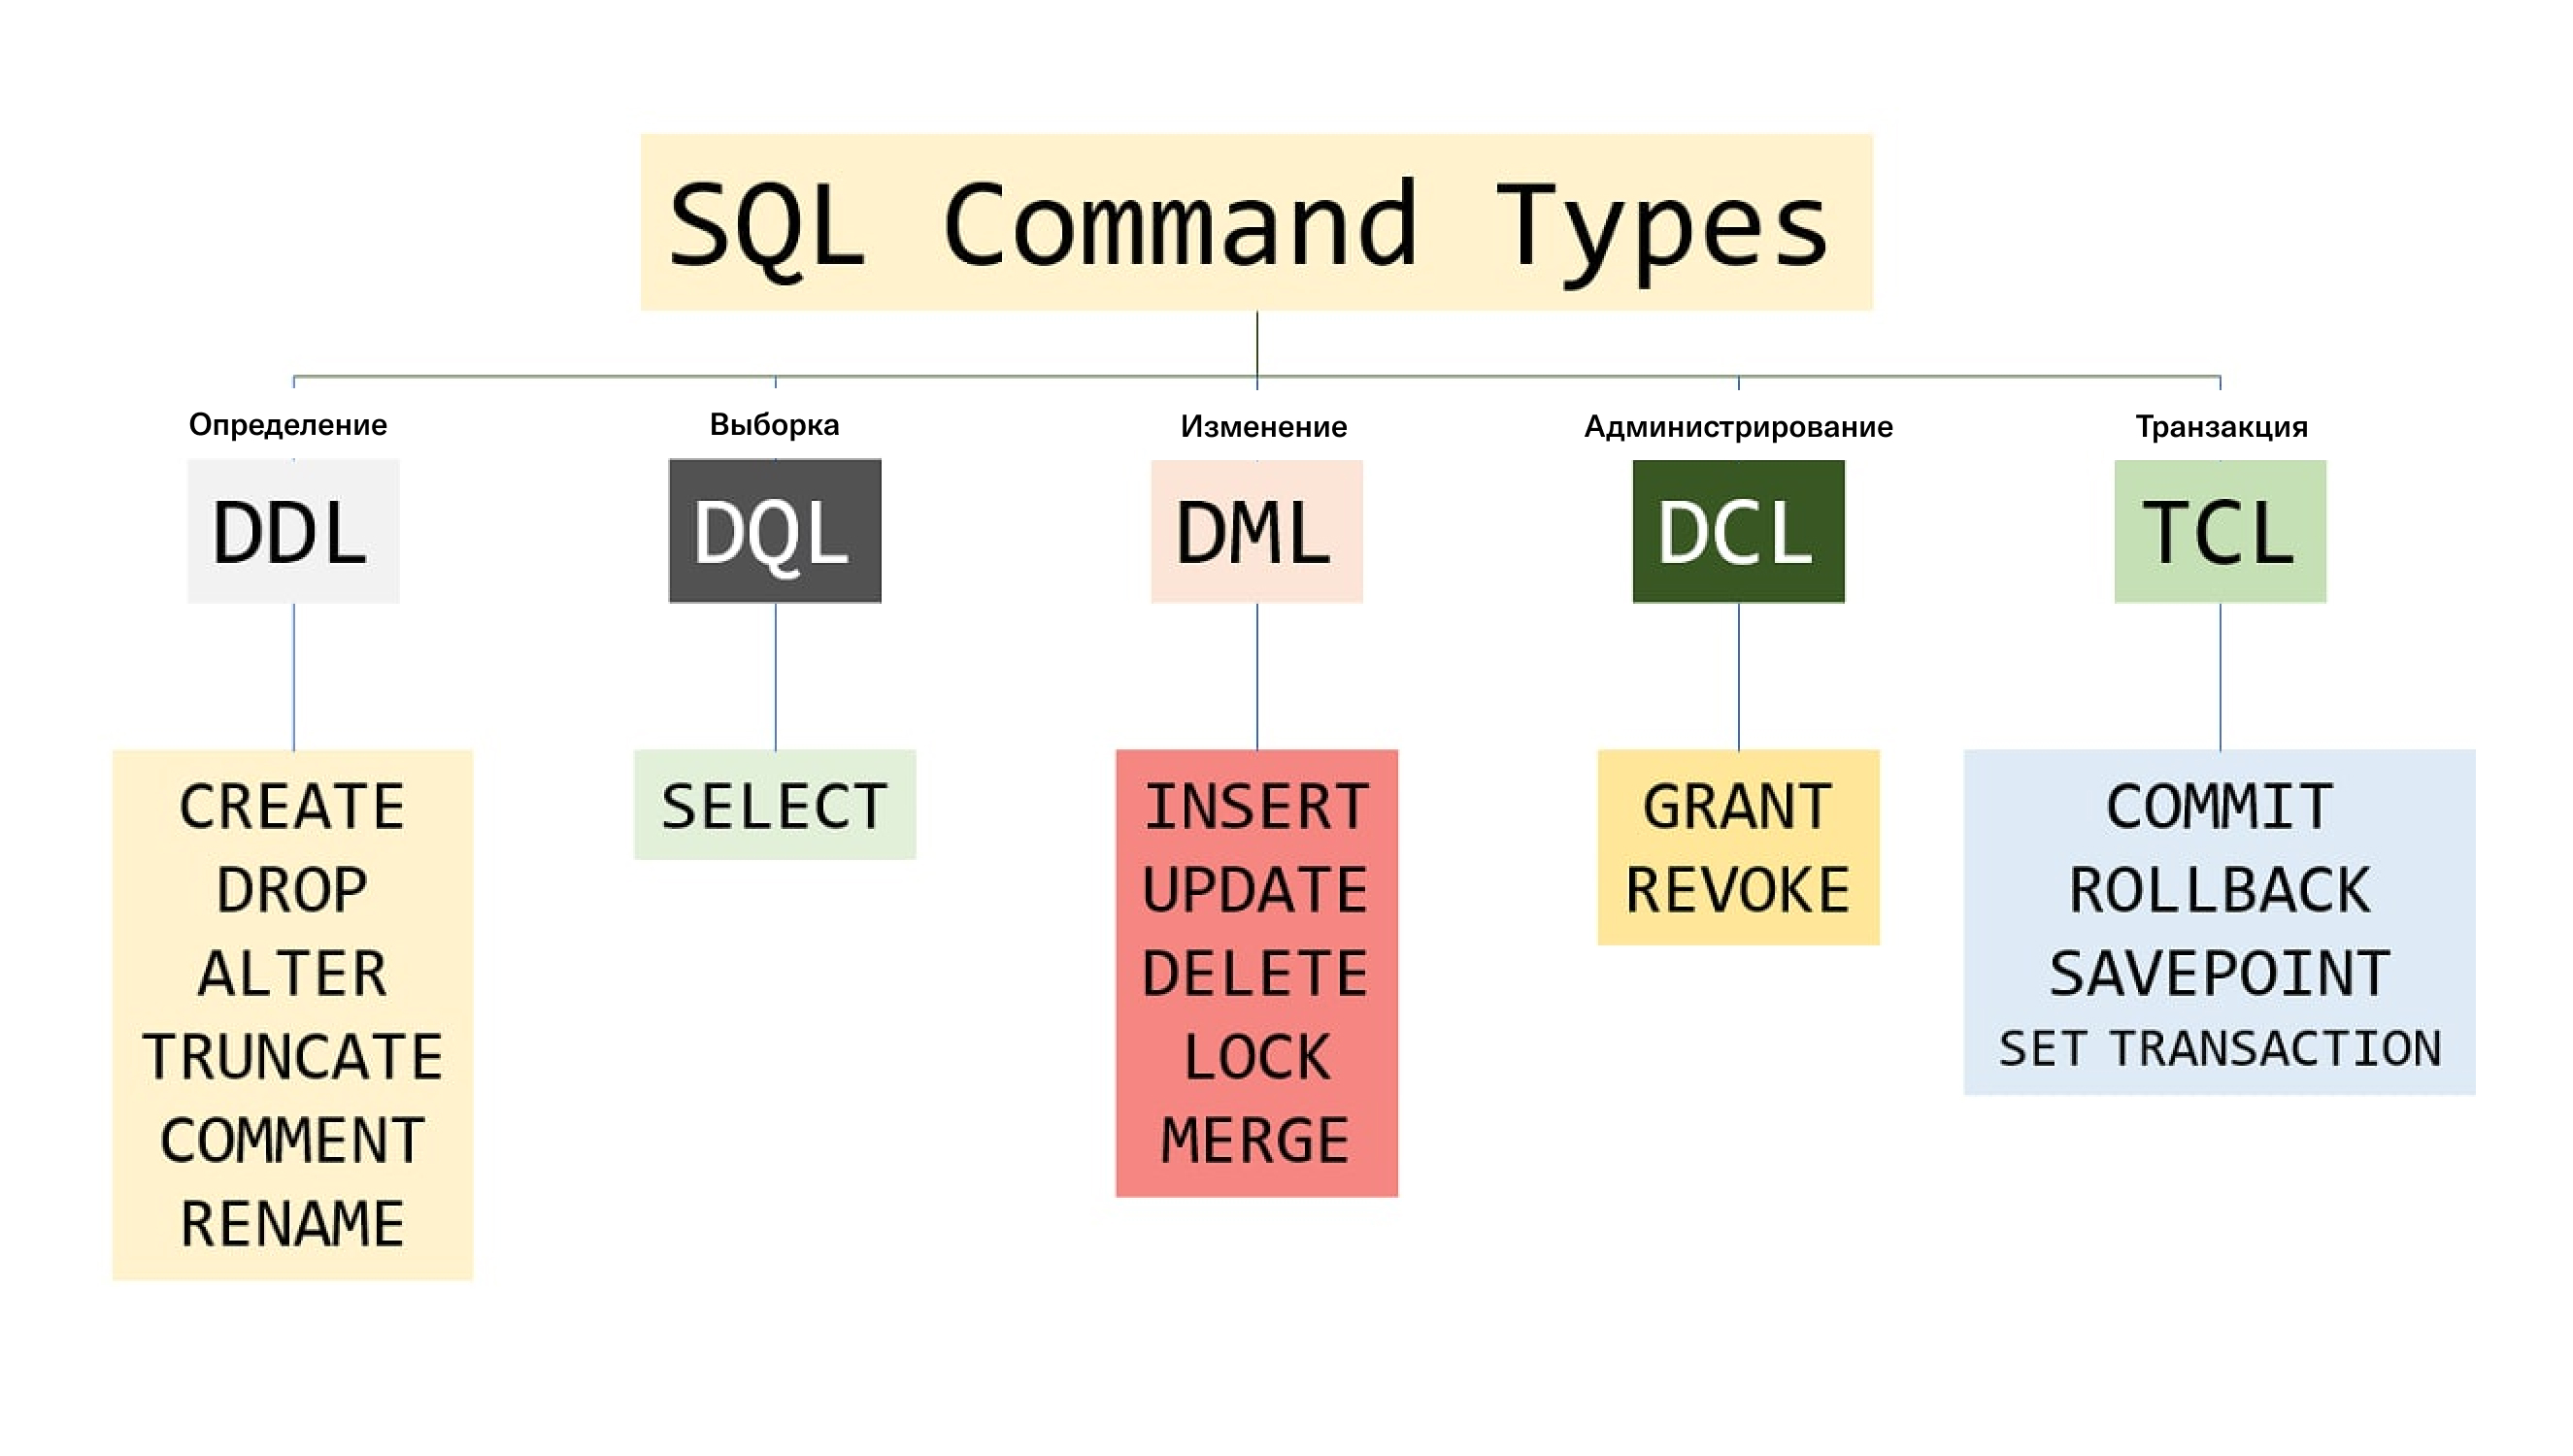 SQL Command Types
Определение
DDL
CREATE
DROP
ALTER
TRUNCATE
COMMENT
RENAME
Выборка
DQL
SELECT
Изменение
DML
INSERT
UPDATE
DELETE
LOCK
MERGE
Администрирование
DCL
GRANT
REVOKE
Транзакция
TCL
COMMIT
ROLLBACK
SAVEPOINT
SET TRANSACTION